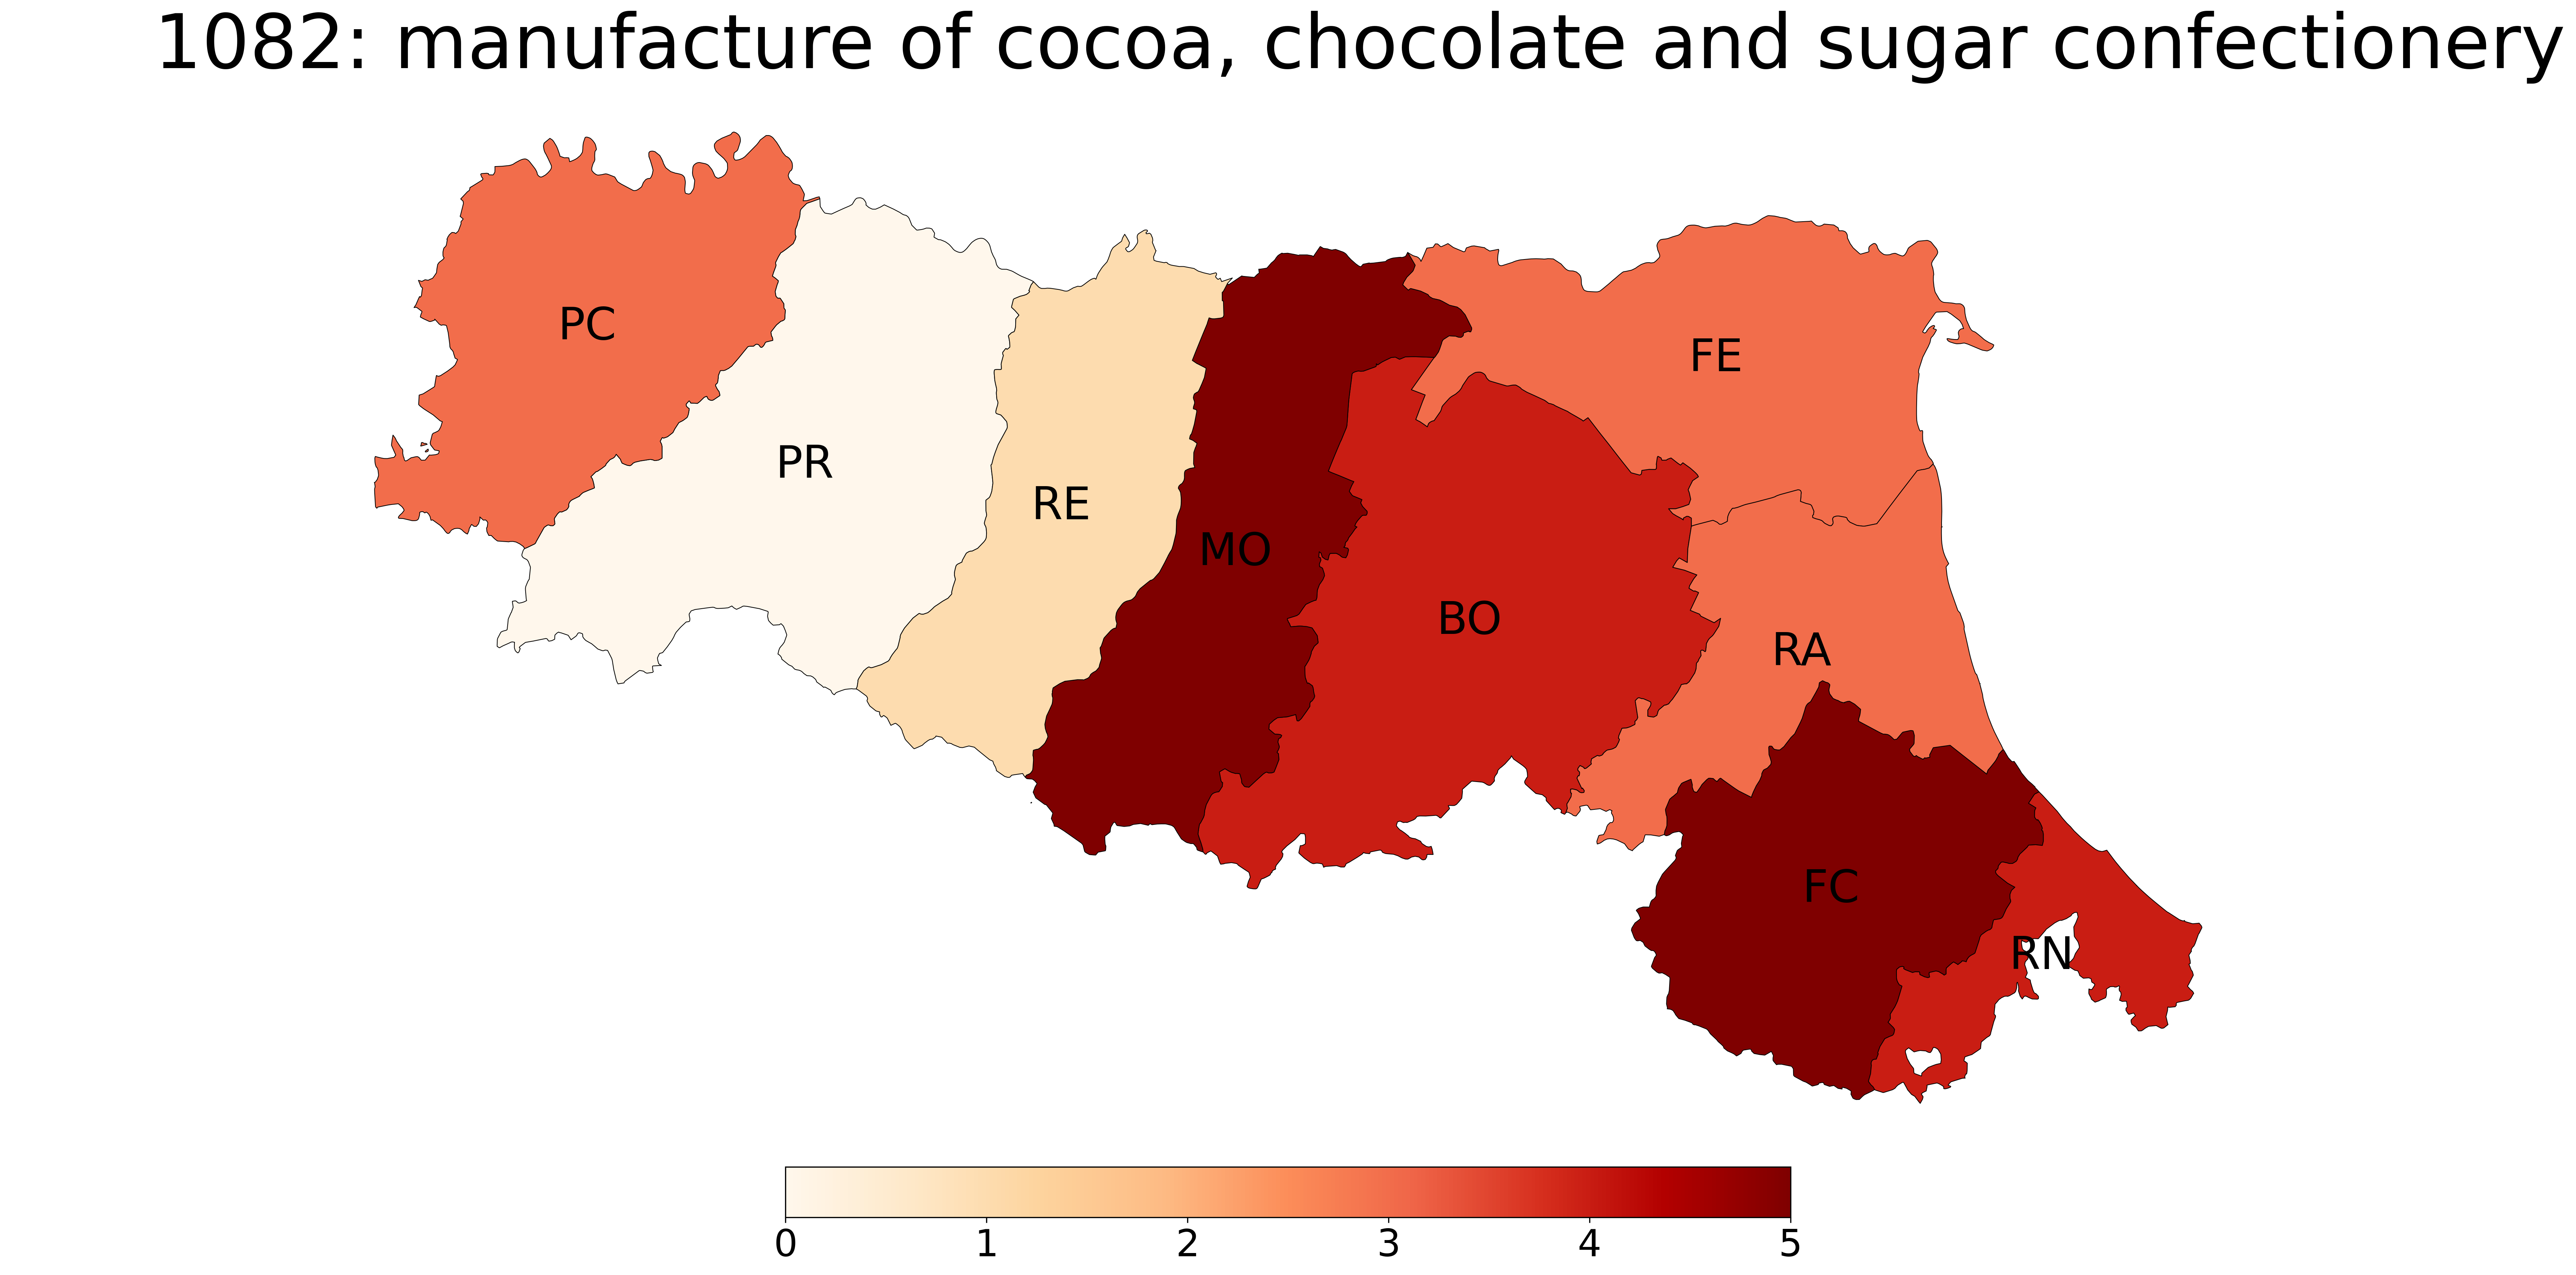 1082: manufacture of cocoa, chocolate and sugar confectionery
PC
FE
PR
RE
MO
BO
RA
FC
RN
0 1 2 3 4 5